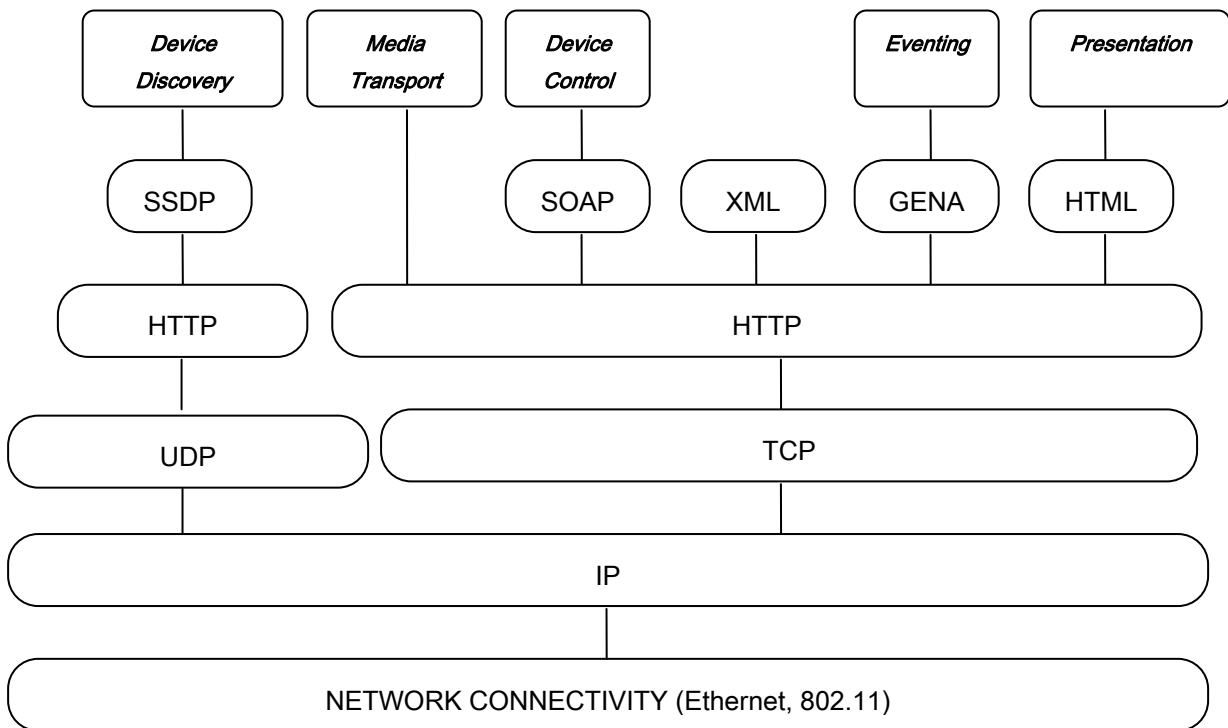 Device
Discovery
Media
Transport
Device
Control
Eventing
Presentation
SSDP
SOAP
XML
GENA
HTML
HTTP
HTTP
UDP
TCP
IP
NETWORK CONNECTIVITY (Ethernet, 802.11)